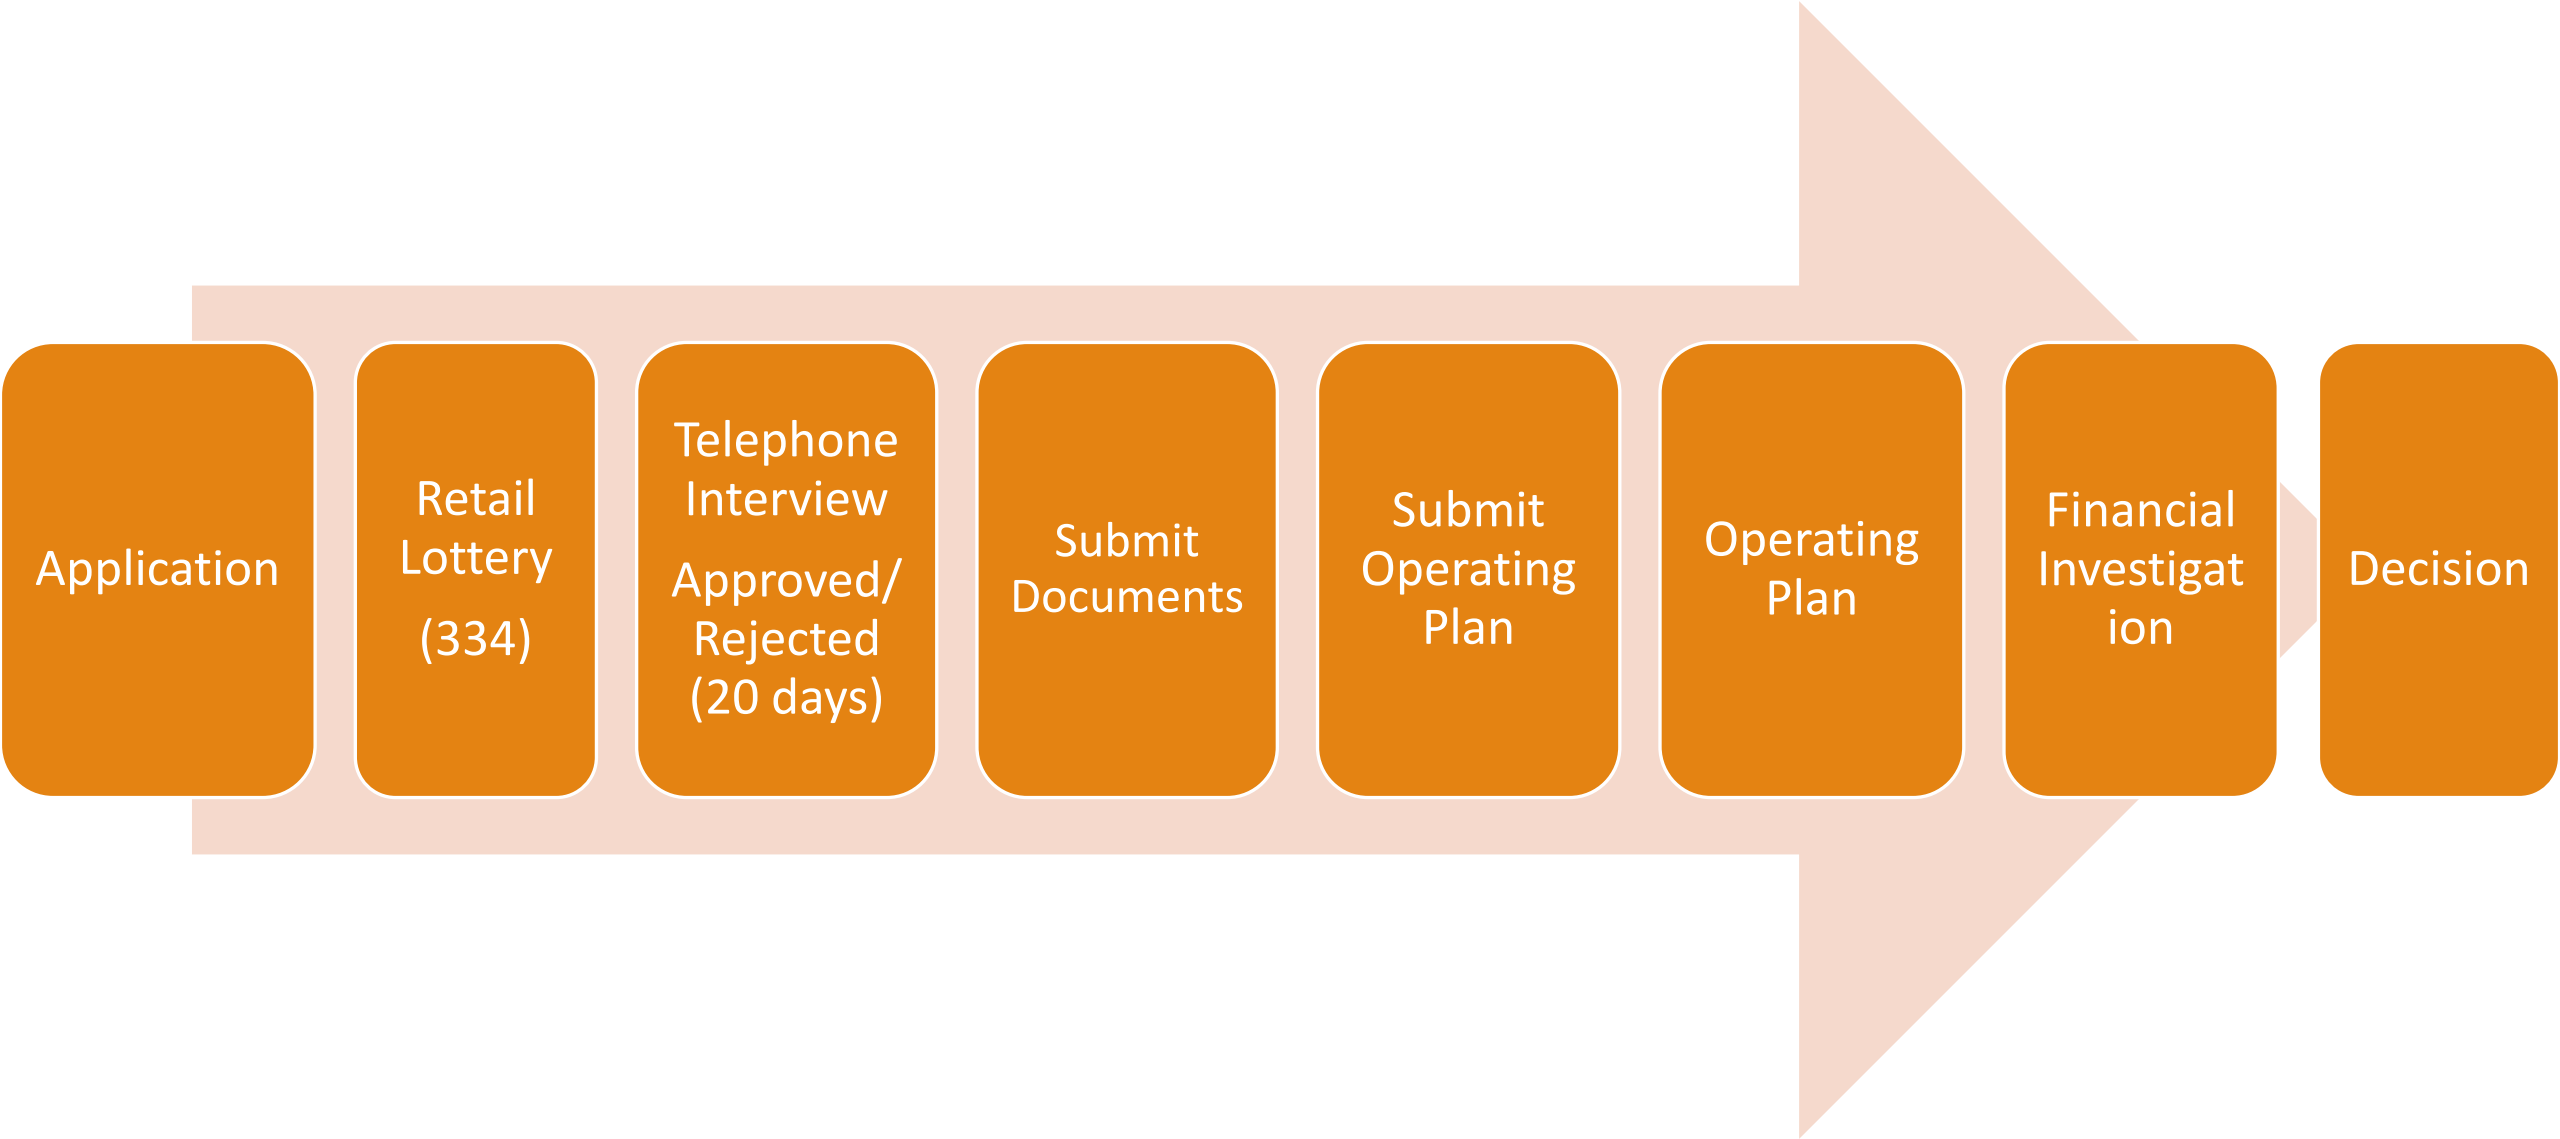 Application
Retail
Lottery
(334)
Telephone
Interview
Approved/
Rejected
(20 days)
Submit
Documents
Submit
Operating
Plan
Operating
Plan
Financial
Investigat
ion
Decision